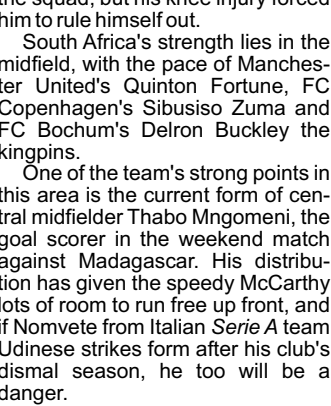 the squad, but his knee injury forced
him to rule himself out.
South Africa's strength lies in the
midfield, with the pace of Manches-
ter United's Quinton Fortune, FC
Copenhagen's Sibusiso Zuma and
FC Bochum's Delron Buckley the
kingpins.
One of the team's strong points in
this area is the current form of cen-
tral midfielder Thabo Mngomeni, the
goal scorer in the weekend match
against Madagascar. His distribu-
tion has given the speedy McCarthy
lots of room to run free up front, and
if Nomvete from Italian Serie A team
Udinese strikes form after his club's
dismal season, he too will be a
danger.